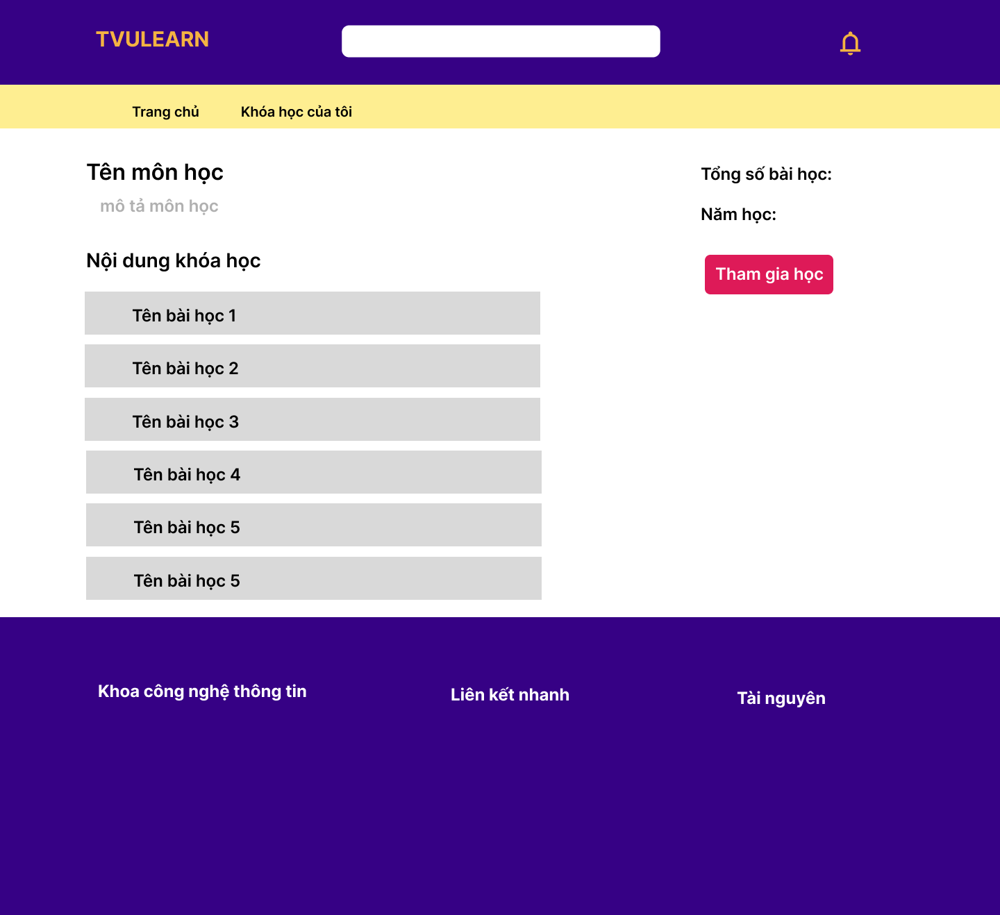 TVULEARN
Trang chủ
Khóa học của tôi
Tên môn học
mô tả môn học
Tổng số bài học:
Năm học:
Tham gia học
Nội dung khóa học
Tên bài học 1
Tên bài học 2
Tên bài học 3
Tên bài học 4
Tên bài học 5
Tên bài học 5
Khoa công nghệ thông tin
Liên kết nhanh
Tài nguyên